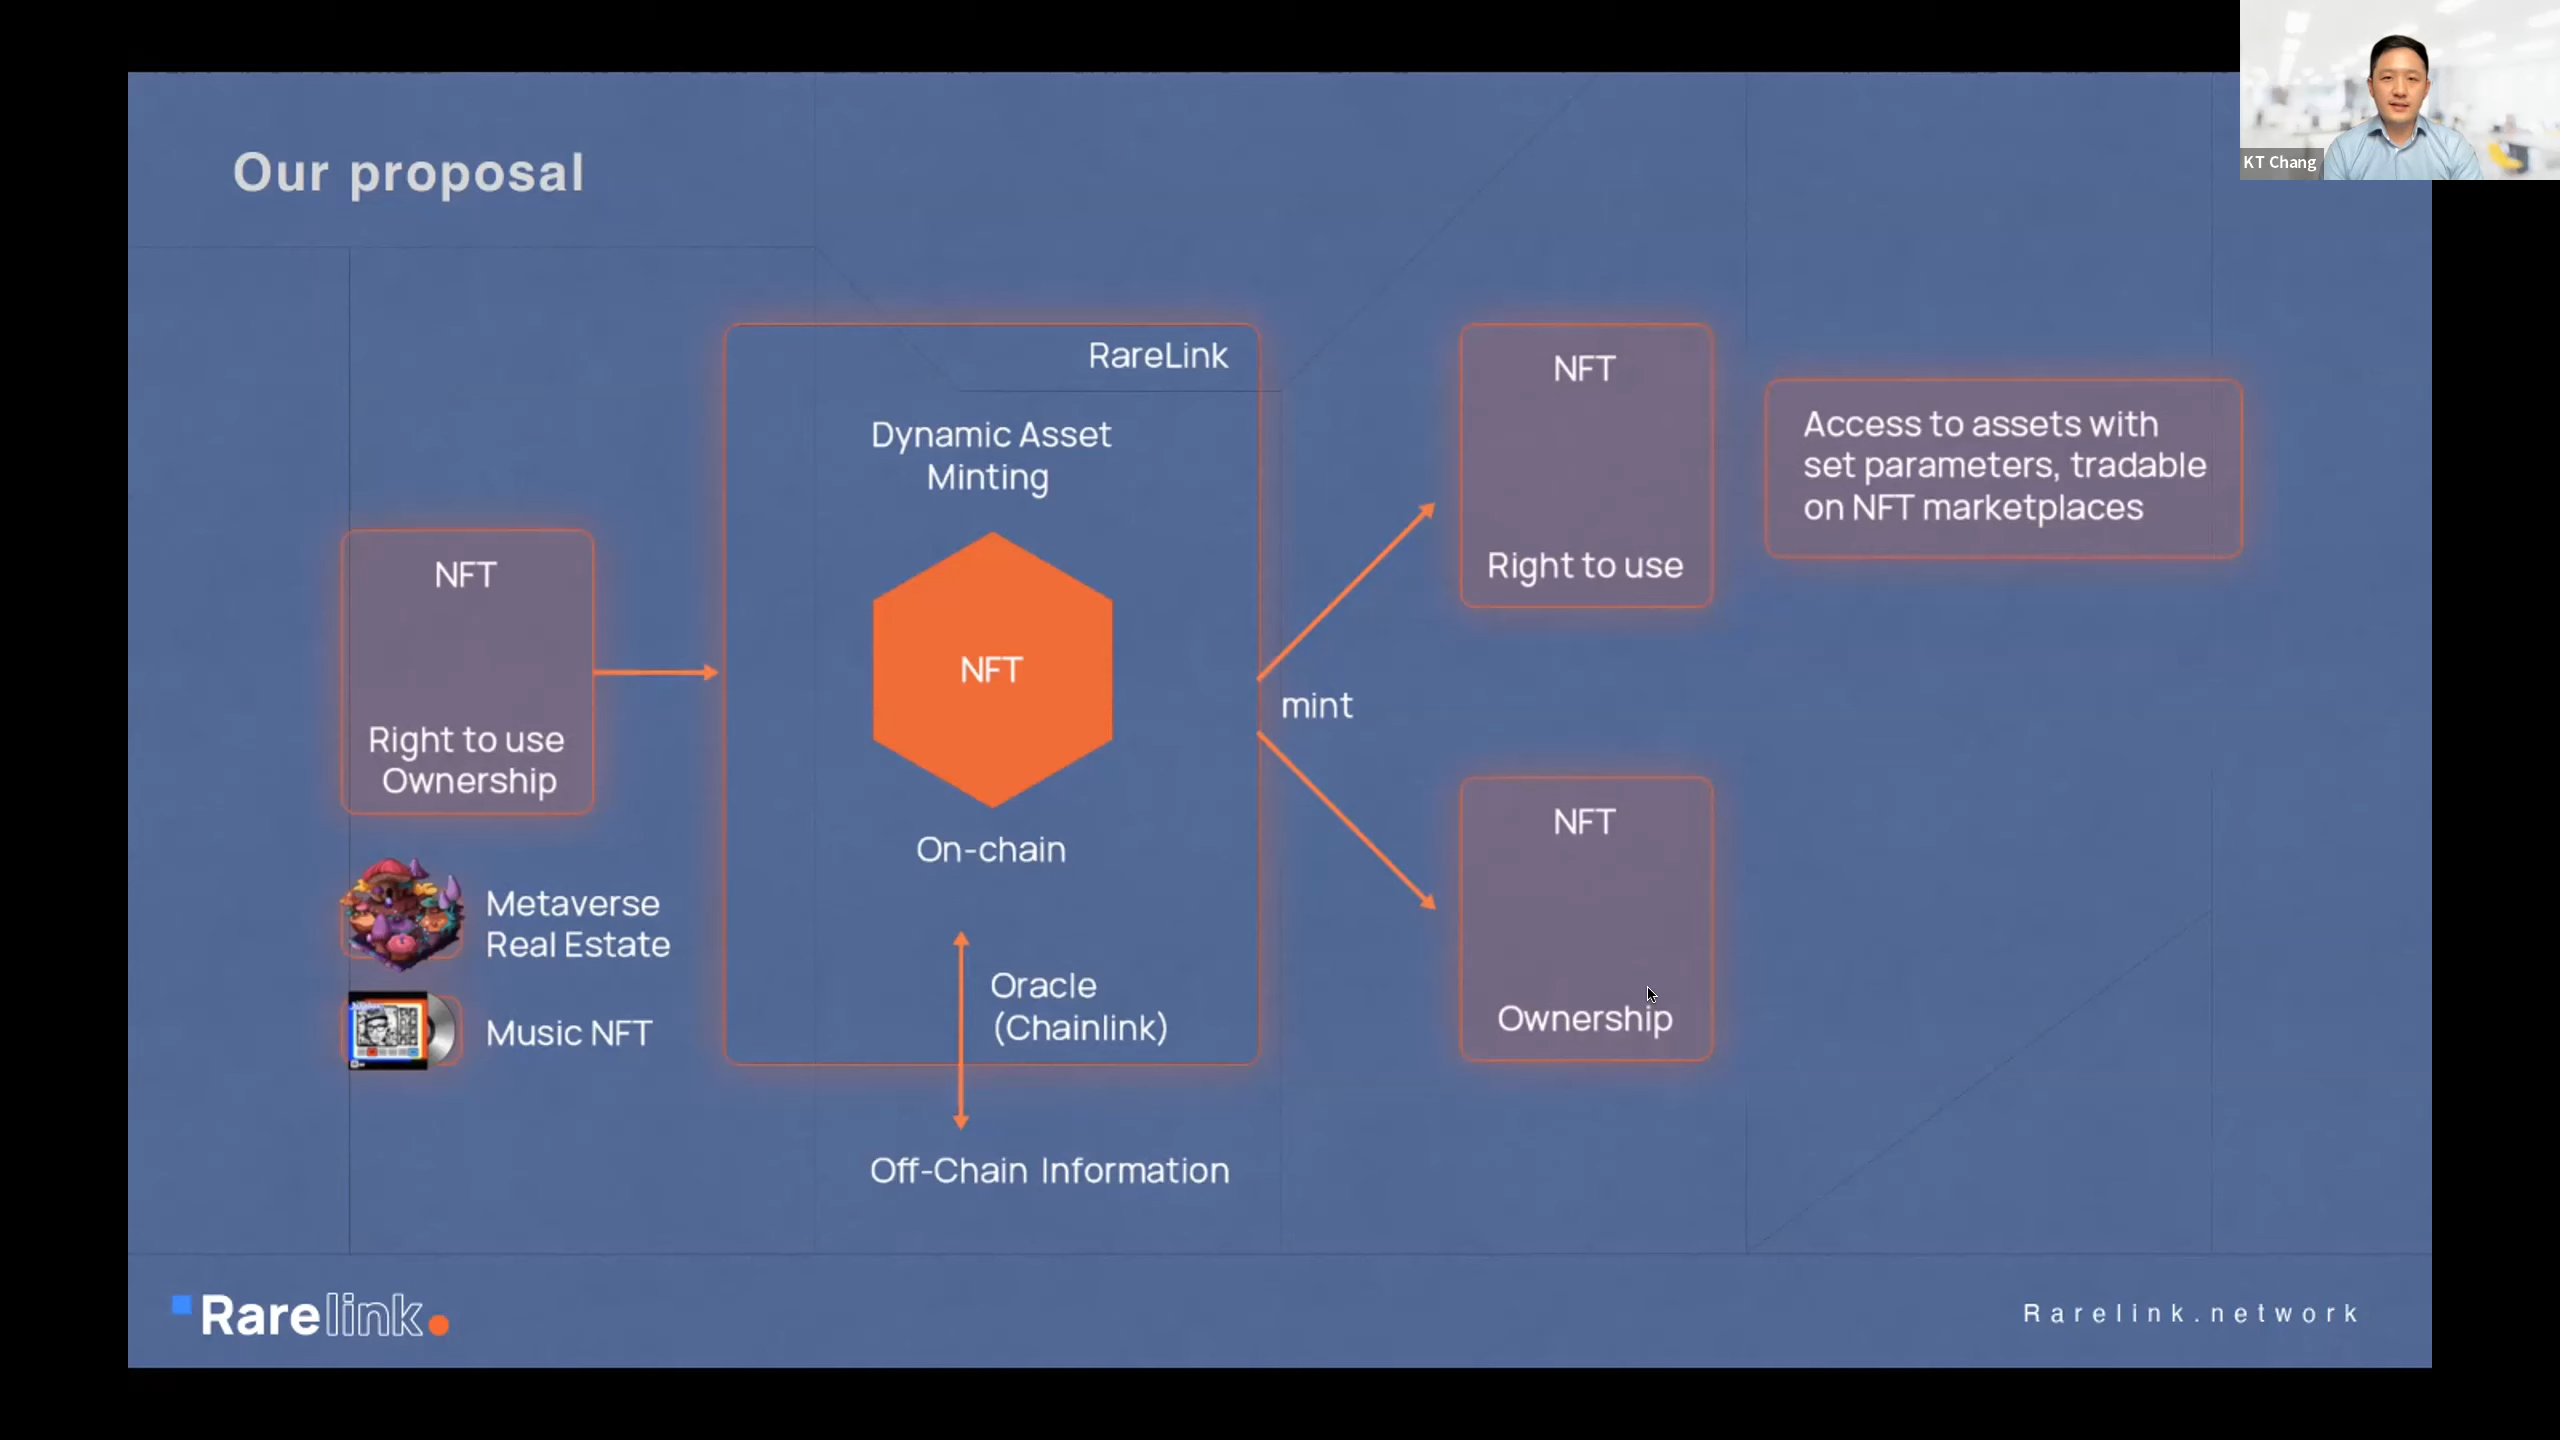 KT Chang
Our proposal
RareLink
Dynamic Asset
Minting
NFT
On-chain
Oracle
(Chainlink)
Off-Chain Information
NFT
Right to use
Ownership
Metaverse
Real Estate
Music NFT
mint
NFT
Right to use
Access to assets with
set parameters, tradable
on NFT marketplaces
NFT
Ownership
Rarelink
Rarelink.network